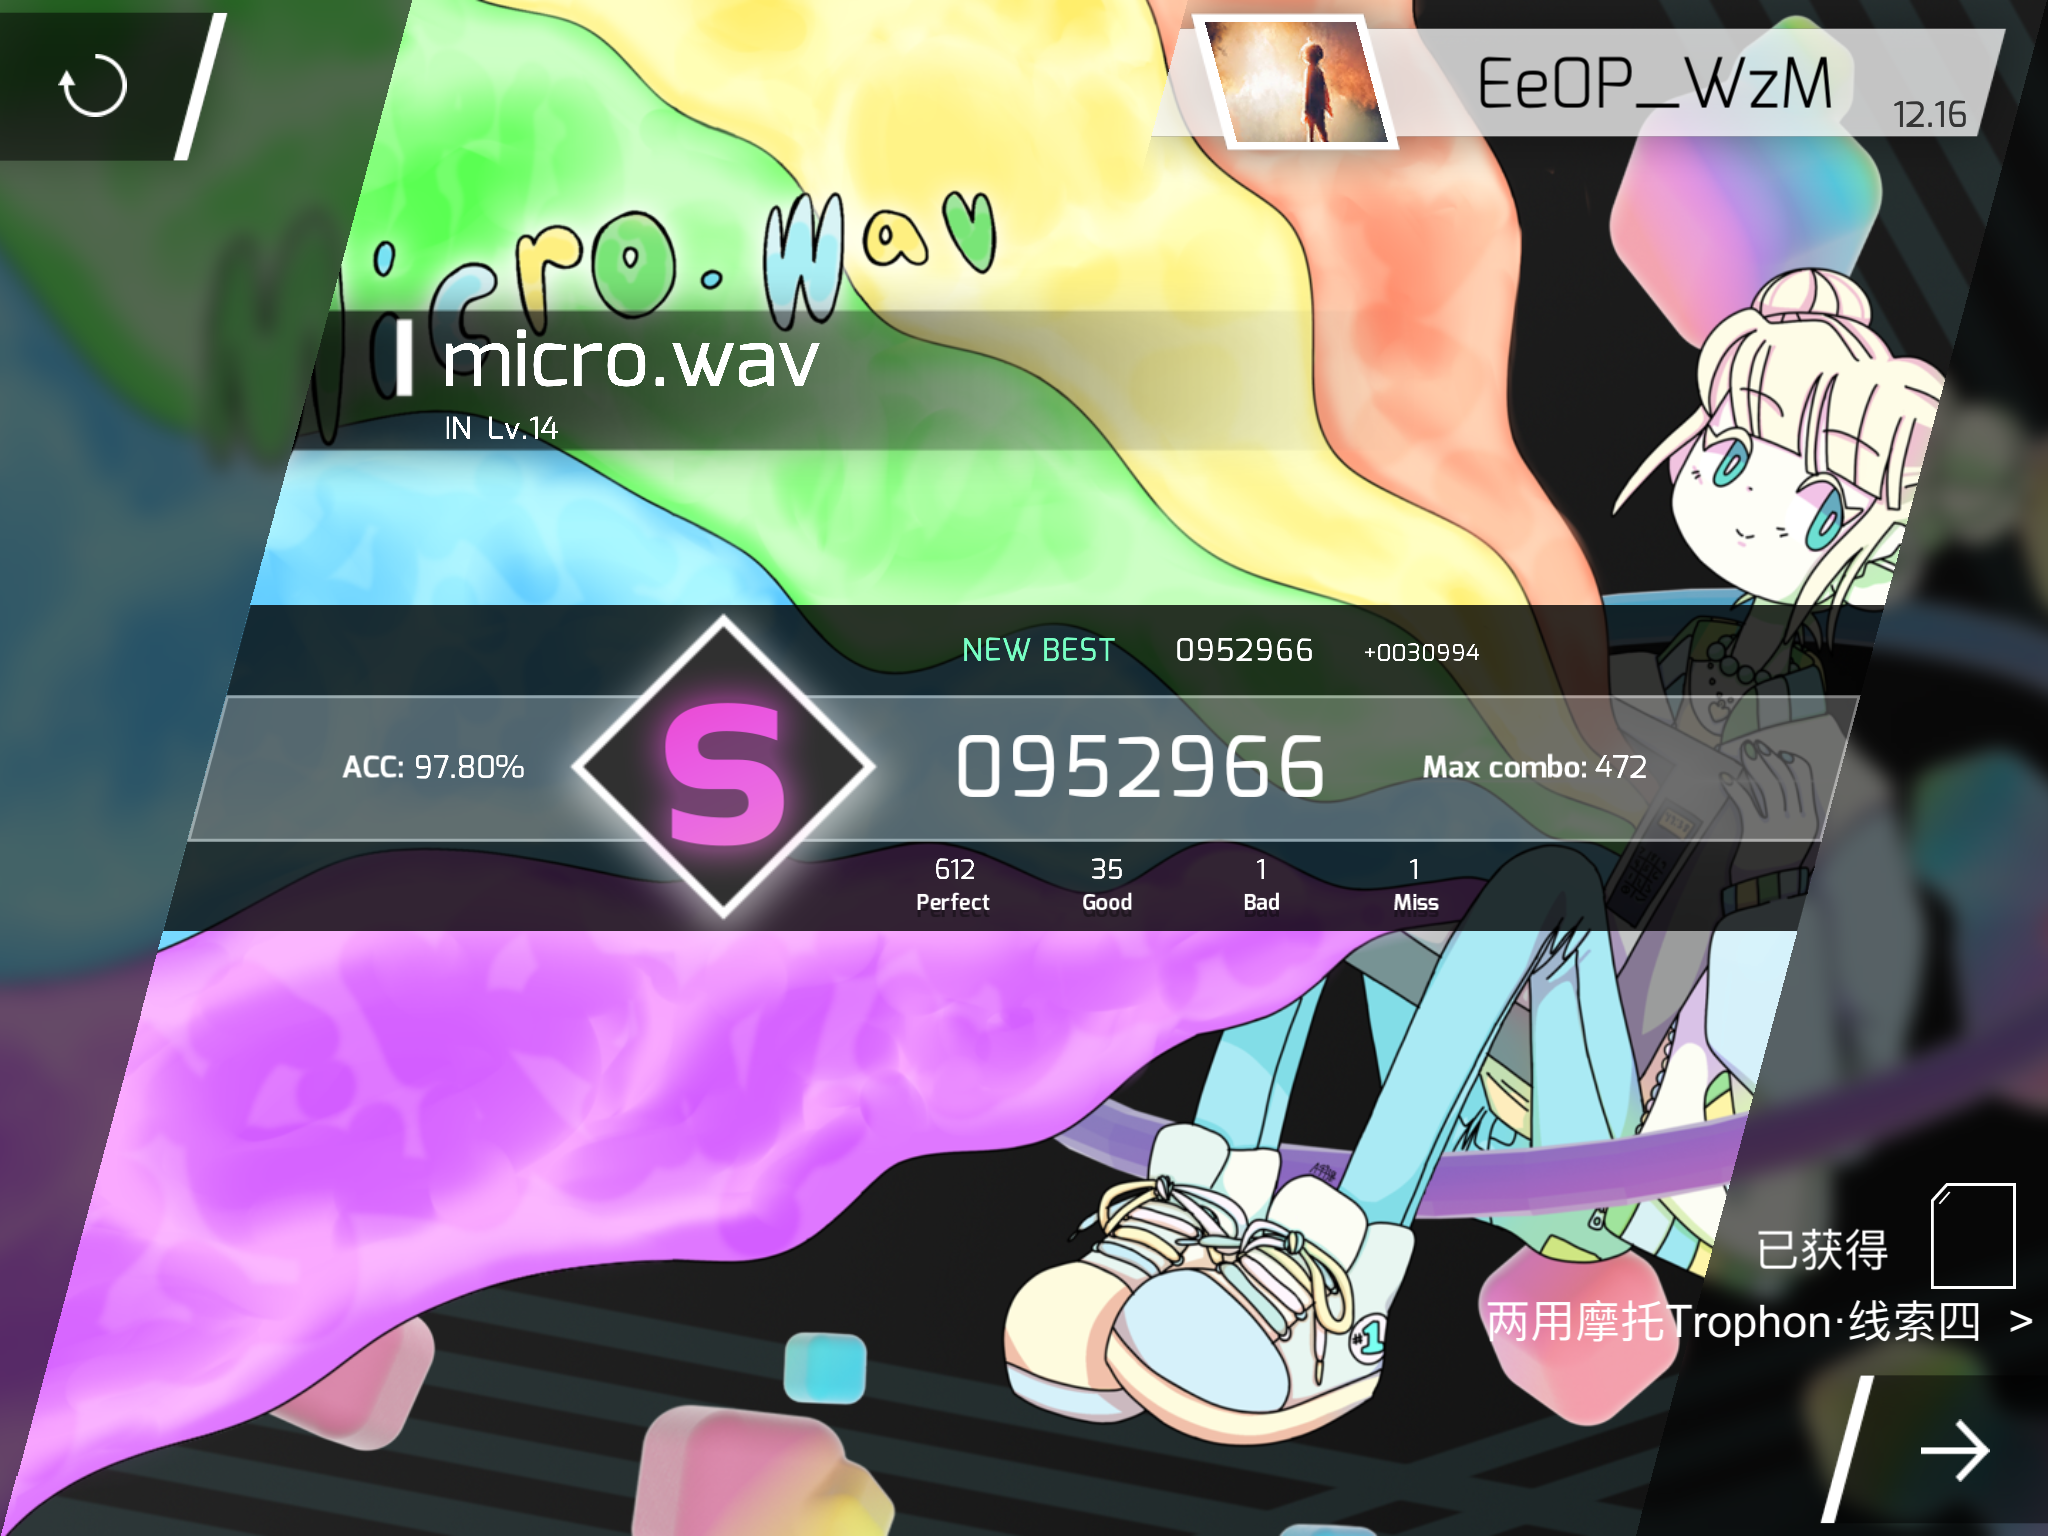 EeOP_WzM
12.16
Micro.wav
micro.wav
IN Lv.14
NEW BEST 0952966 +0030994
ACC: 97.80%
S
0952966
Max combo: 472
612 35 1 1
Perfect Good Bad Miss
#1
已获得
两用摩托Trophon·线索四 >